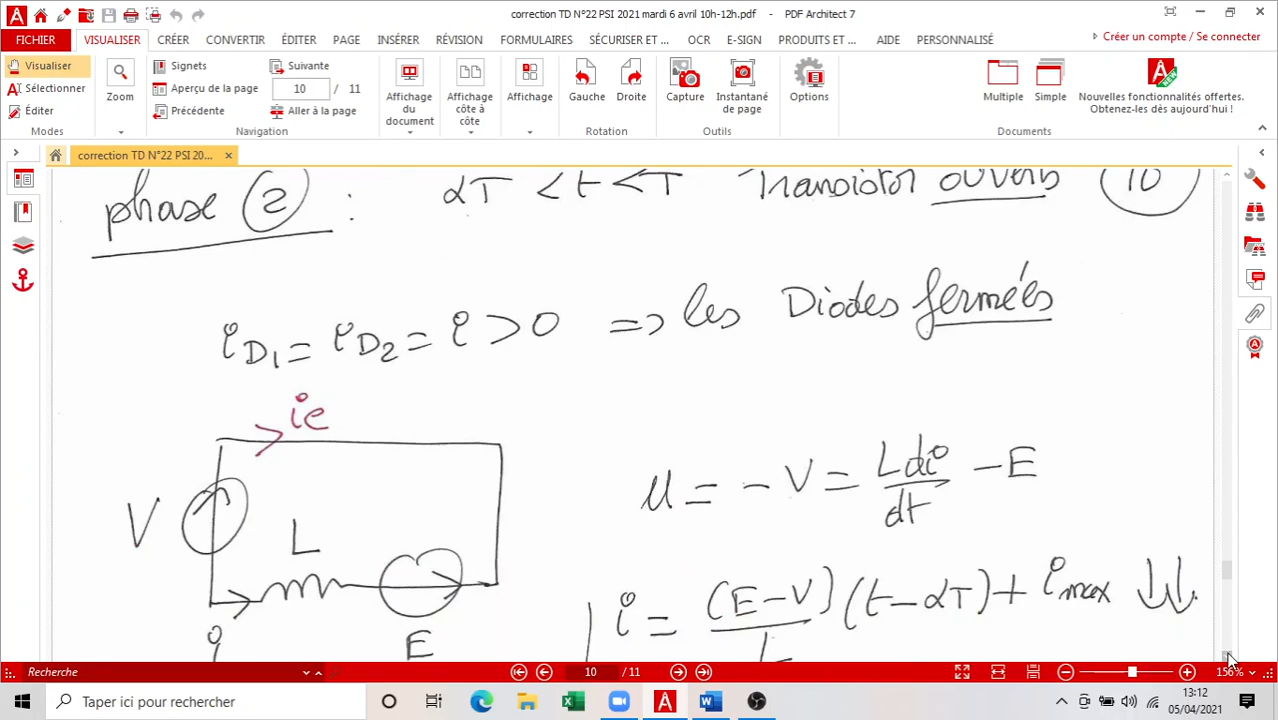 correction TD N°22 PSI 2021 mardi 6 avril 10h-12h.pdf - PDF Architect 7
FICHIER VISUALISER CRÉER CONVERTIR ÉDITER PAGE INSÉRER RÉVISION FORMULAIRES SÉCURISER ET ... OCR E-SIGN PRODUITS ET ... AIDE PERSONNALISÉ Créer un compte / Se connecter
Visualiser
Sélectionner
Éditer
Modes
Zoom
Signets
Aperçu de la page
Précédente
Suivante
10 / 11
Aller à la page
Navigation
Affichage du document
Affichage côte à côte
Affichage
Gauche
Droite
Rotation
Capture
Instantané de page
Outils
Options
Multiple
Simple
Documents
Nouvelles fonctionnalités offertes.
Obtenez-les dès aujourd'hui !
correction TD N°22 PSI 20...
phase 2 : αT < t < T Transistor ouvert 10
iD1 = iD2 = i > 0 => les Diodes fermées
ie
u = - V = L di/dt - E
V
L
i = (E - V)/L (t - αT) + imax ↓↓.
i
E
Recherche 10 / 11 156%
Taper ici pour rechercher
13:12
05/04/2021